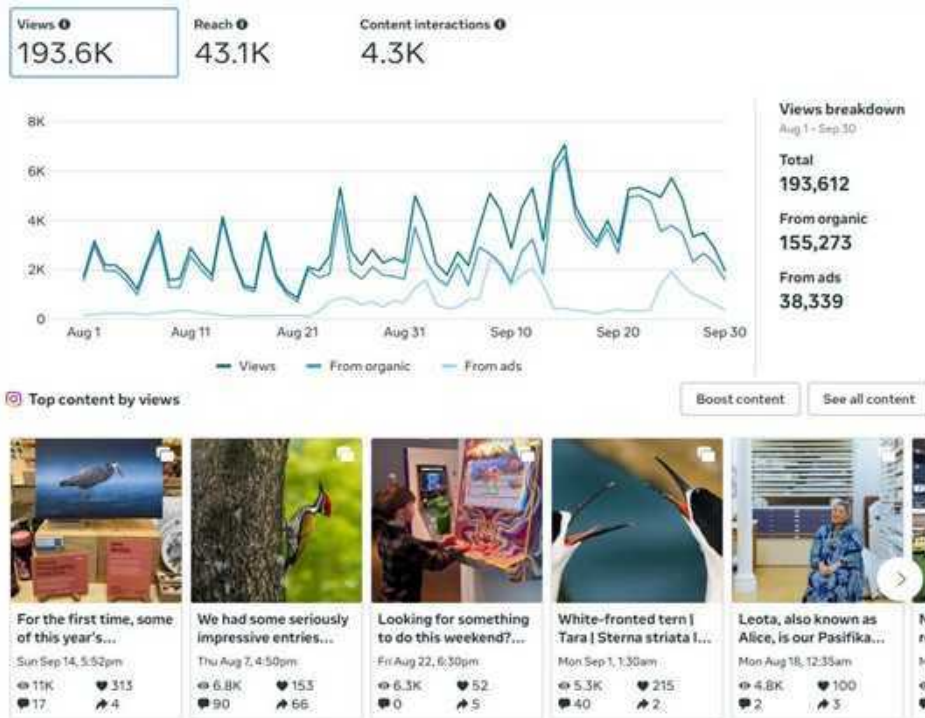 Views
Reach
Content interactions
193.6K
43.1K
4.3K
8K
6K
4K
2K
0
Aug 1
Aug 11
Aug 21
Aug 31
Sep 10
Sep 20
Sep 30
Views
From organic
From ads
Views breakdown
Aug 1 - Sep 30
Total
193,612
From organic
155,273
From ads
38,339
Top content by views
Boost content
See all content
For the first time, some
of this year's...
Sun Sep 14, 5:52pm
11K
313
17
4
We had some seriously
impressive entries...
Thu Aug 7, 4:50pm
6.8K
153
90
66
Looking for something
to do this weekend?...
Fri Aug 22, 6:30pm
6.3K
52
0
5
White-fronted tern |
Tara | Sterna striata I...
Mon Sep 1, 1:30am
5.3K
215
40
2
Leota, also known as
Alice, is our Pasifika...
Mon Aug 18, 12:35am
4.8K
100
2
3